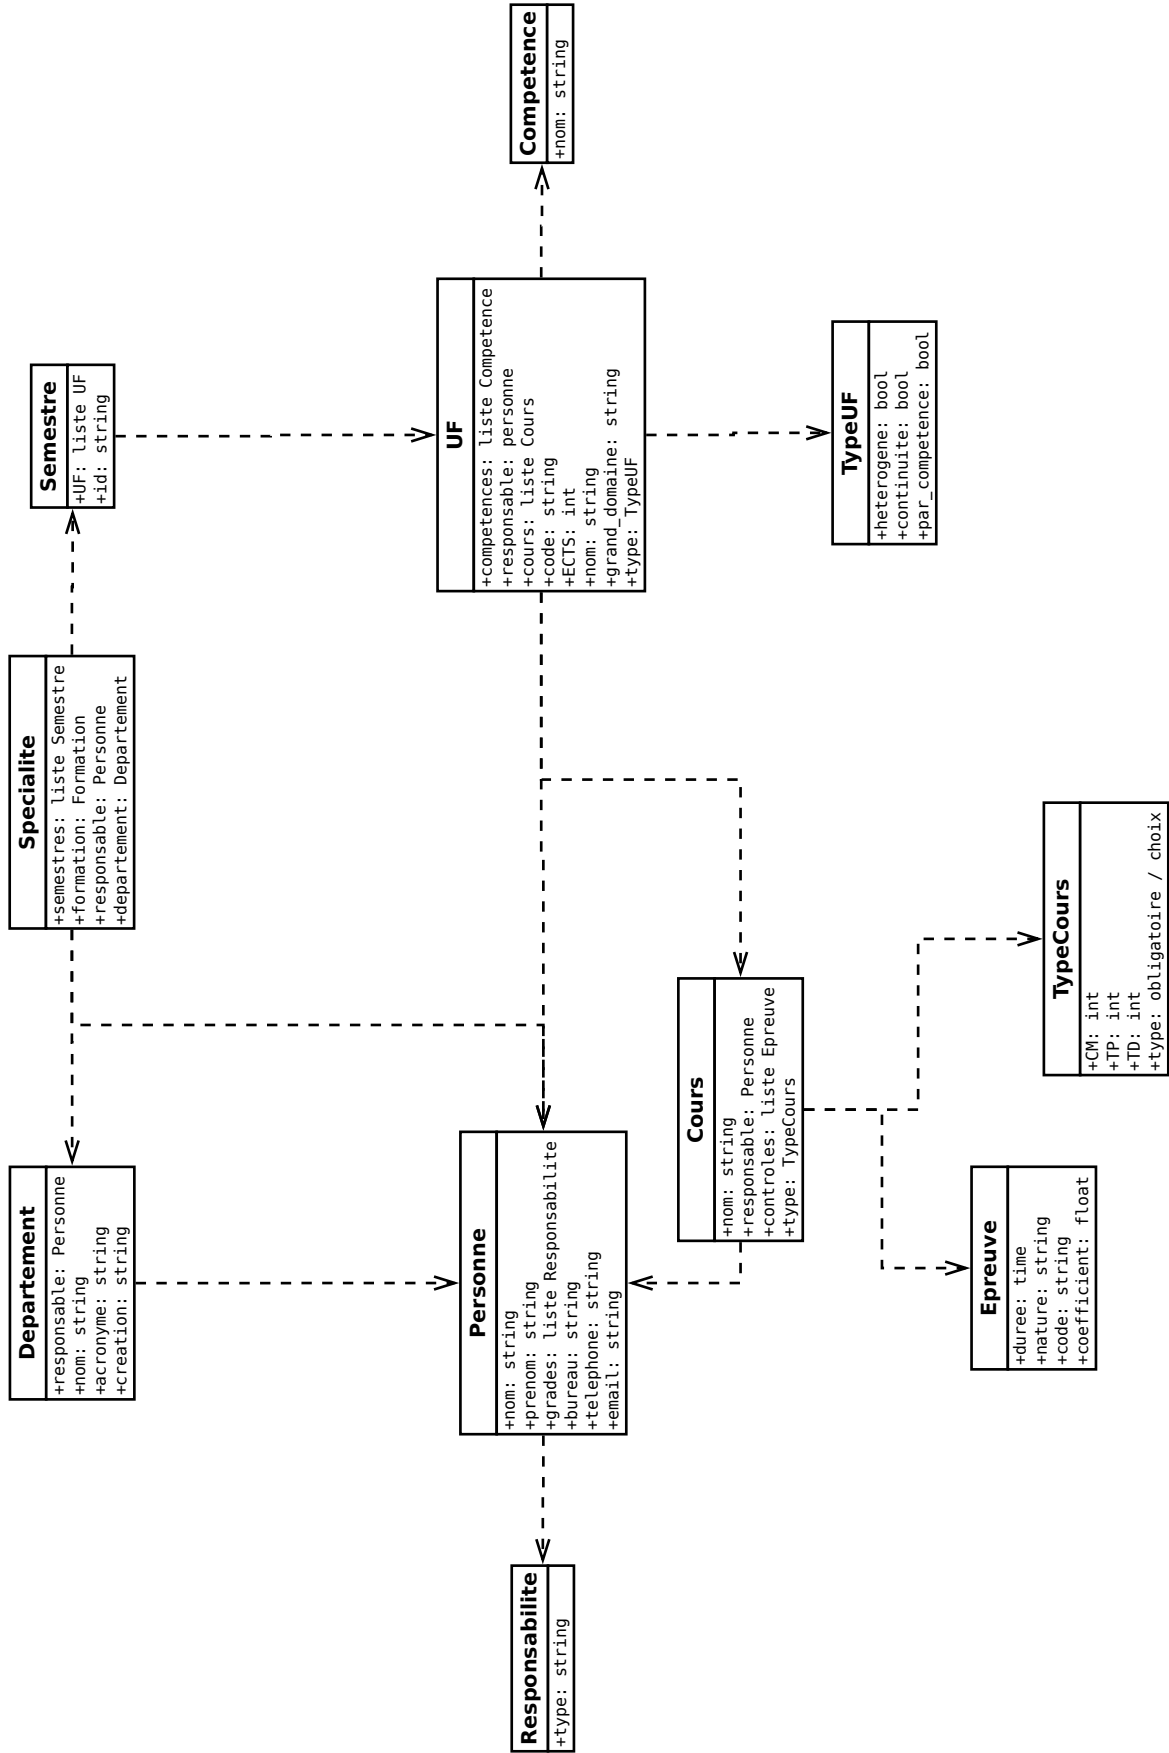 Departement
+responsable: Personne
+nom: string
+acronyme: string
+creation: string
Specialite
+semestres: liste Semestre
+formation: Formation
+responsable: Personne
+departement: Departement
Semestre
+UF: liste UF
+id: string
Responsabilite
+type: string
Personne
+nom: string
+prenom: string
+grades: liste Responsabilite
+bureau: string
+telephone: string
+email: string
UF
+competences: liste Competence
+responsable: personne
+cours: liste Cours
+code: string
+ECTS: int
+nom: string
+grand_domaine: string
+type: TypeUF
Competence
+nom: string
Cours
+nom: string
+responsable: Personne
+controles: liste Epreuve
+type: TypeCours
TypeUF
+heterogene: bool
+continuite: bool
+par_competence: bool
Epreuve
+duree: time
+nature: string
+code: string
+coefficient: float
TypeCours
+CM: int
+TP: int
+TD: int
+type: obligatoire / choix